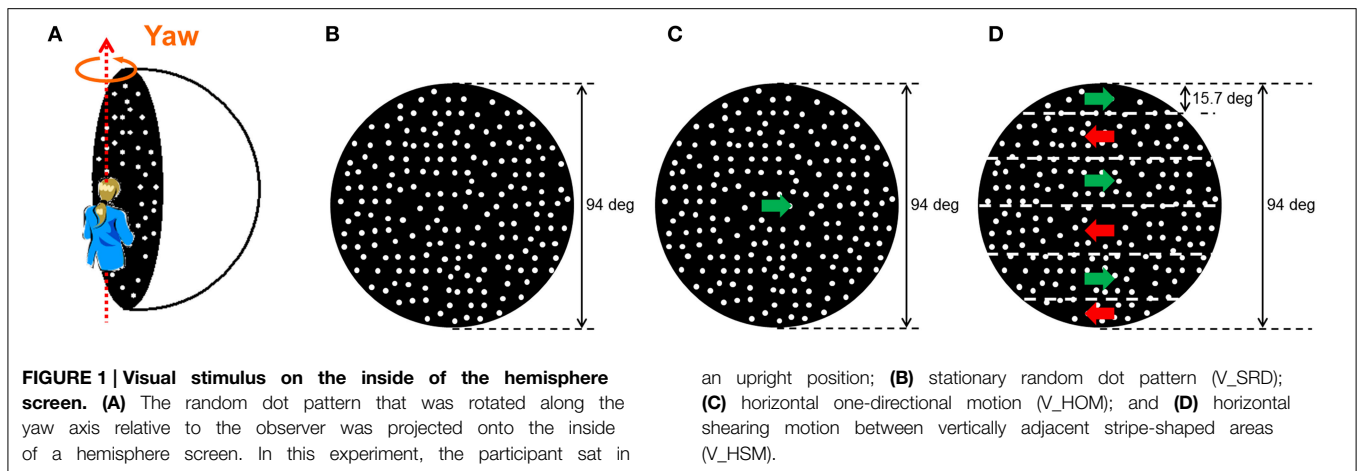 A
Yaw
B
94 deg
C
94 deg
D
15.7 deg
94 deg
FIGURE 1 | Visual stimulus on the inside of the hemisphere
screen. (A) The random dot pattern that was rotated along the
yaw axis relative to the observer was projected onto the inside
of a hemisphere screen. In this experiment, the participant sat in
an upright position; (B) stationary random dot pattern (V_SRD);
(C) horizontal one-directional motion (V_HOM); and (D) horizontal
shearing motion between vertically adjacent stripe-shaped areas
(V_HSM).